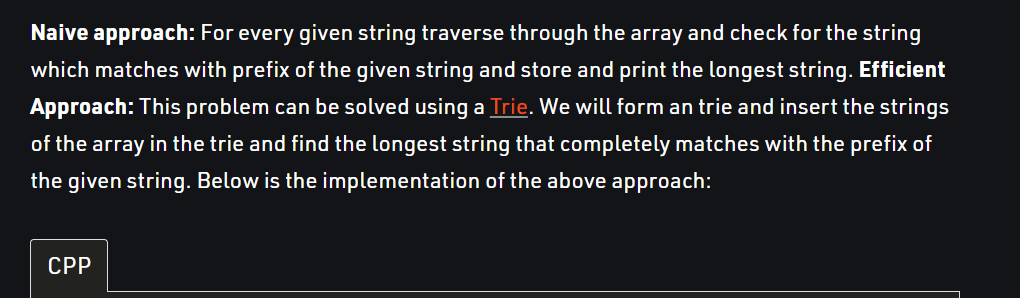 Naive approach: For every given string traverse through the array and check for the string
which matches with prefix of the given string and store and print the longest string. Efficient
Approach: This problem can be solved using a Trie. We will form an trie and insert the strings
of the array in the trie and find the longest string that completely matches with the prefix of
the given string. Below is the implementation of the above approach:
CPP